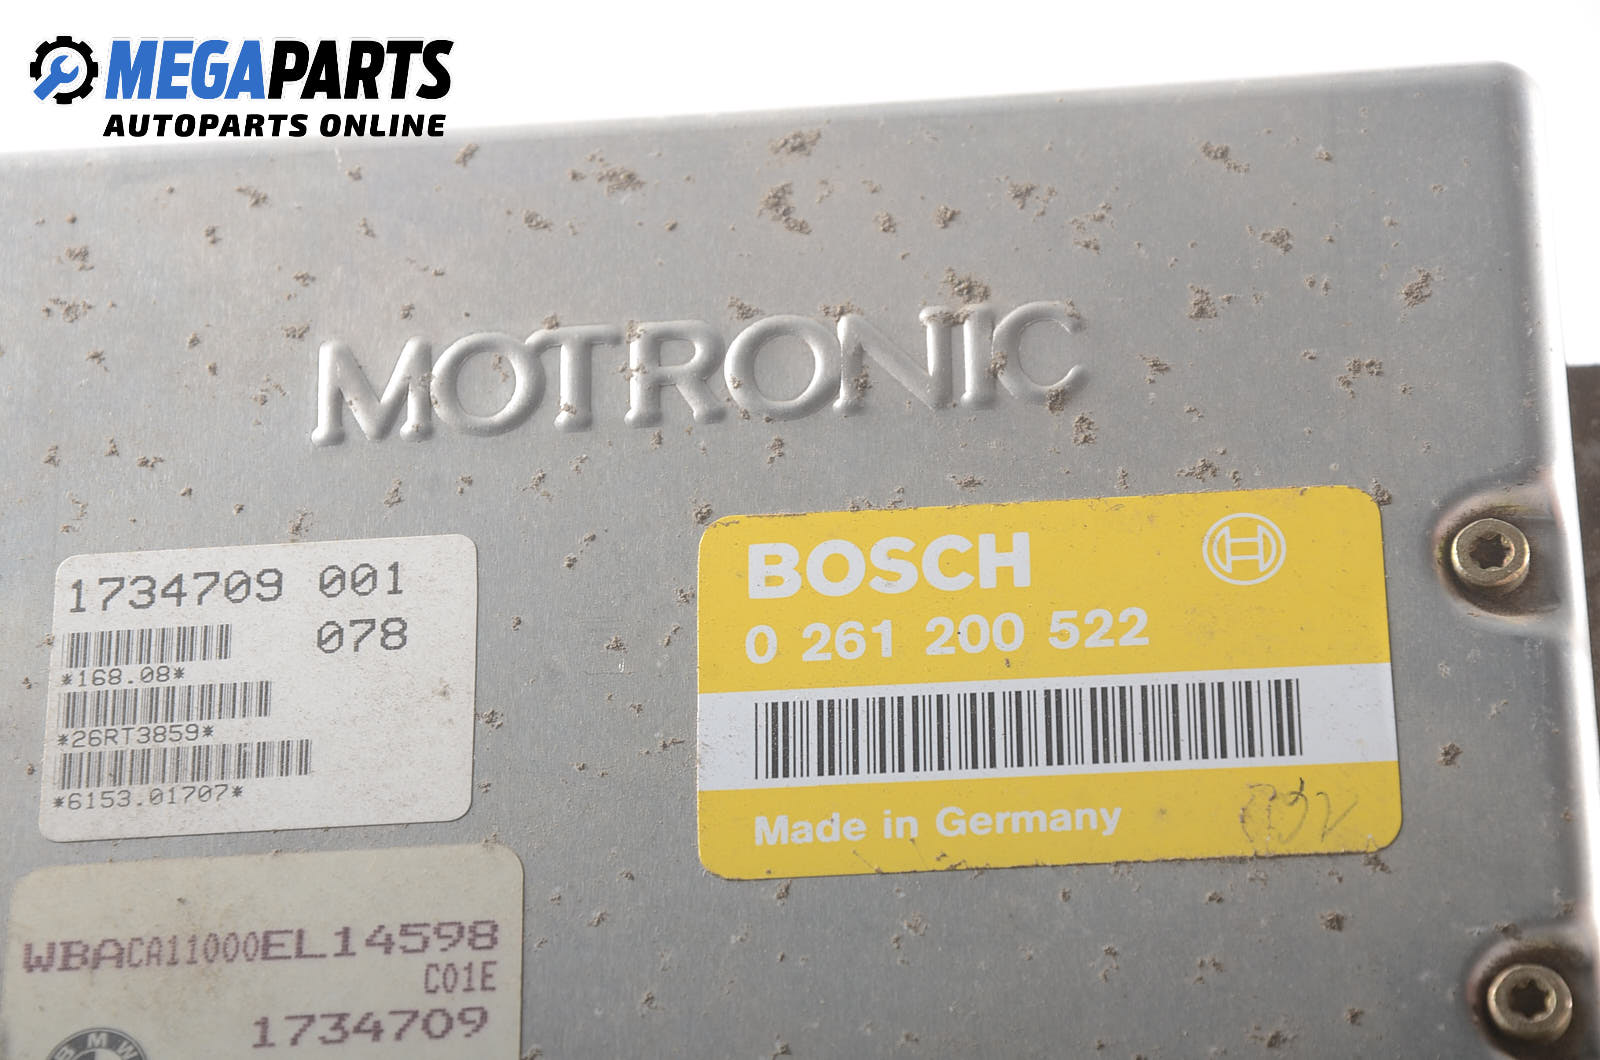 MEGAPARTS
AUTOPARTS ONLINE
MOTRONIC
1734709 001
078
*168.08*
*26RT3859*
*6153.01707*
BOSCH
0 261 200 522
Made in Germany
WBACA11000EL14598
C01E
1734709
BMW